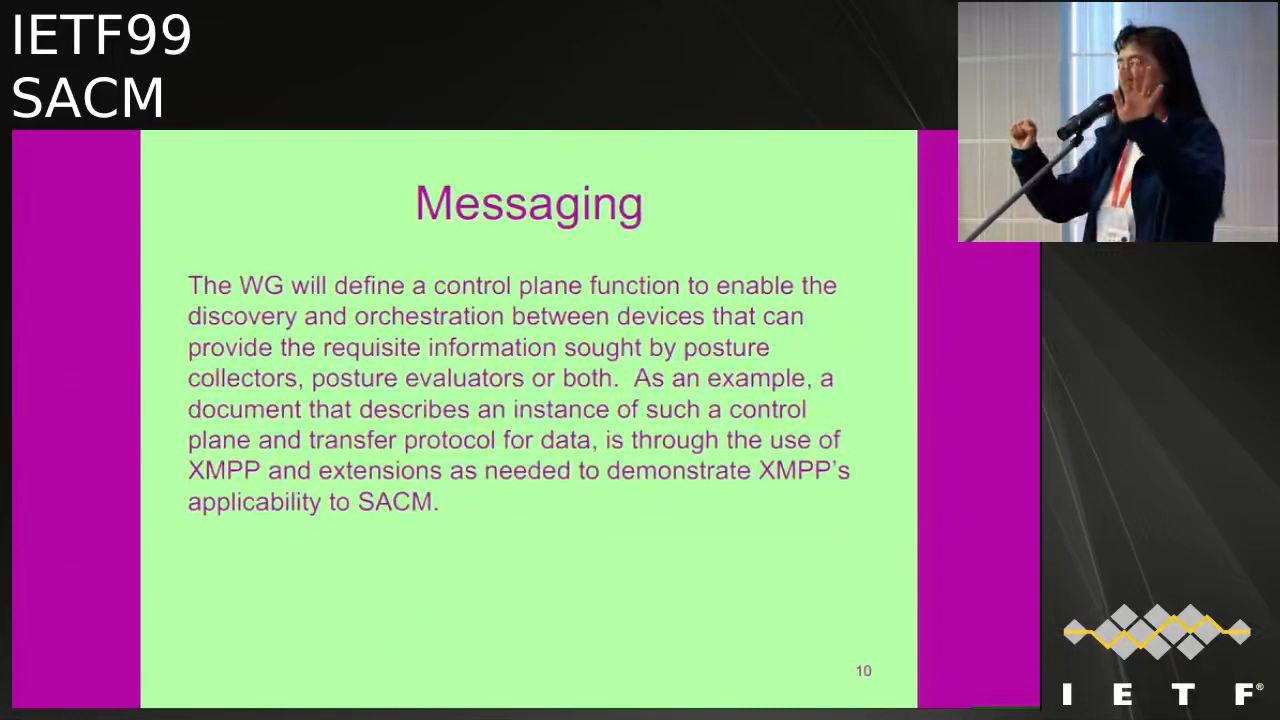 IETF99
SACM
Messaging
The WG will define a control plane function to enable the
discovery and orchestration between devices that can
provide the requisite information sought by posture
collectors, posture evaluators or both.  As an example, a
document that describes an instance of such a control
plane and transfer protocol for data, is through the use of
XMPP and extensions as needed to demonstrate XMPP’s
applicability to SACM.
10
I E T F®